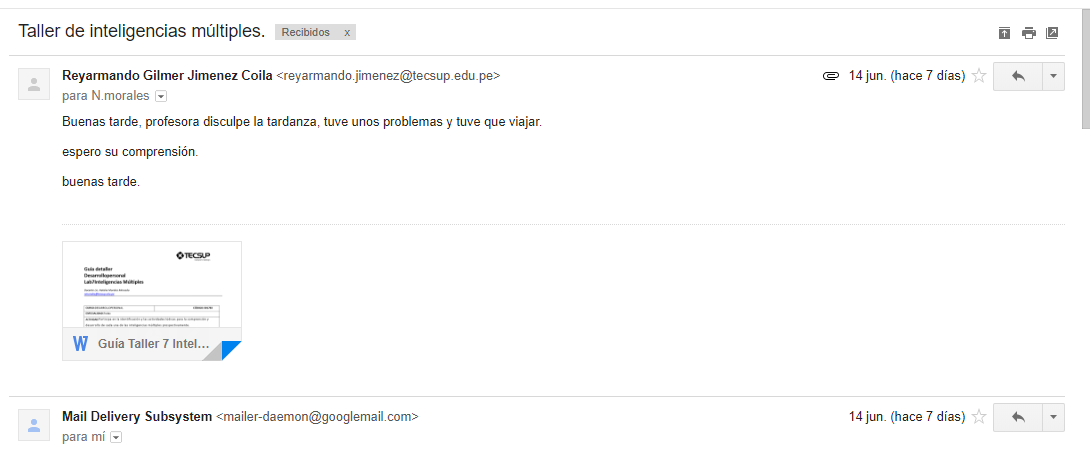 Taller de inteligencias múltiples. Recibidos x
Reyarmando Gilmer Jimenez Coila <reyarmando.jimenez@tecsup.edu.pe> 14 jun. (hace 7 días)
para N.morales
Buenas tarde, profesora disculpe la tardanza, tuve unos problemas y tuve que viajar.
espero su comprensión.
buenas tarde.
TECSUP
Guía detaller
Desarrollopersonal
Lab7Inteligencias Múltiples
W Guía Taller 7 Intel...
Mail Delivery Subsystem <mailer-daemon@googlemail.com> 14 jun. (hace 7 días)
para mí